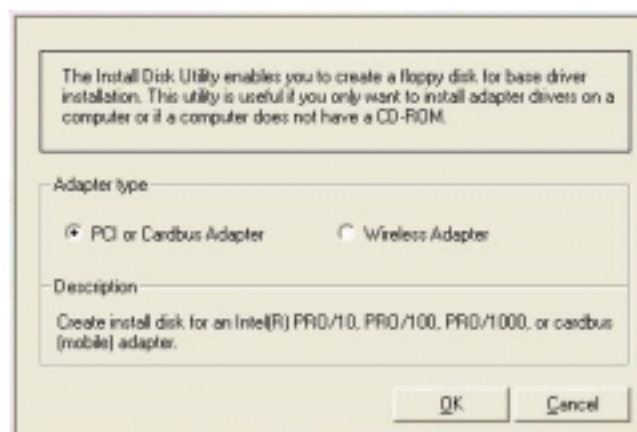 The Install Disk Utility enables you to create a floppy disk for base driver
installation. This utility is useful if you only want to install adapter drivers on a
computer or if a computer does not have a CD-ROM.
Adapter type
PCI or Cardbus Adapter
Wireless Adapter
Description
Create install disk for an Intel(R) PRO/10, PRO/100, PRO/1000, or cardbus
(mobile) adapter.
OK
Cancel